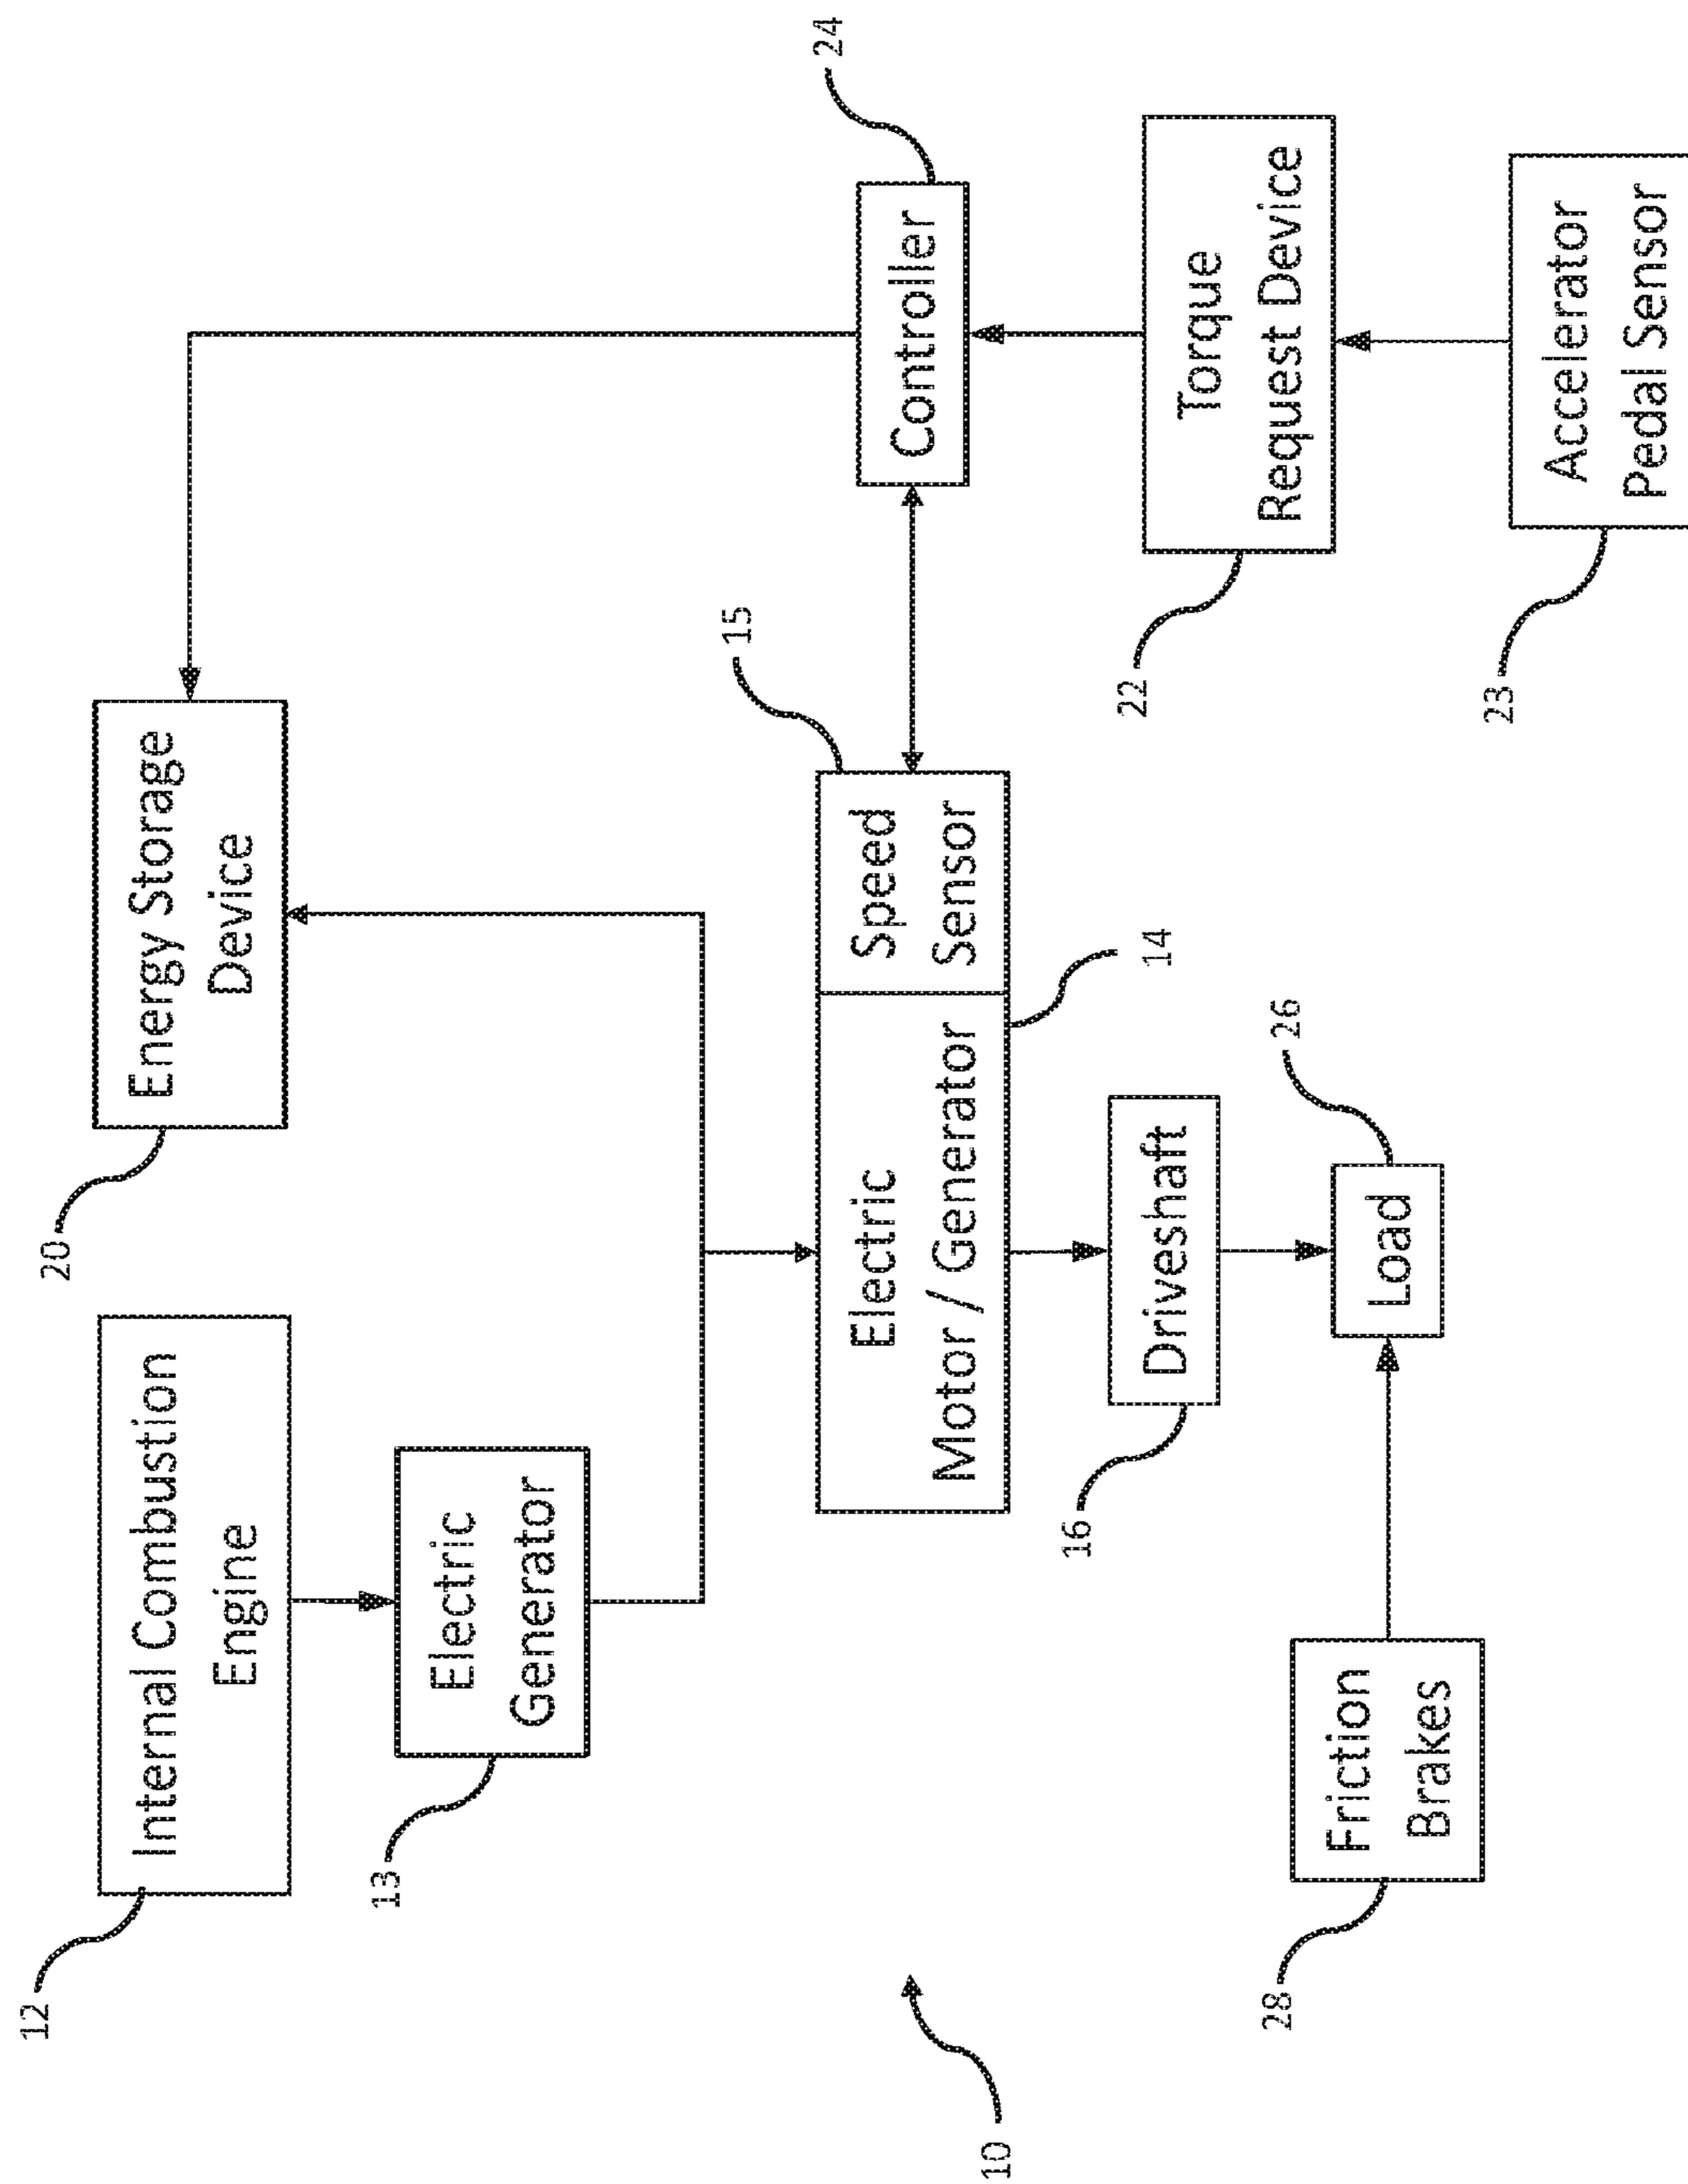 12
Internal Combustion
Engine
20
Energy Storage
Device
13
Electric
Generator
15
Electric
Motor / Generator
Speed
Sensor
14
24
Controller
16
Driveshaft
22
Torque
Request Device
26
Load
28
Friction
Brakes
23
Accelerator
Pedal Sensor
10